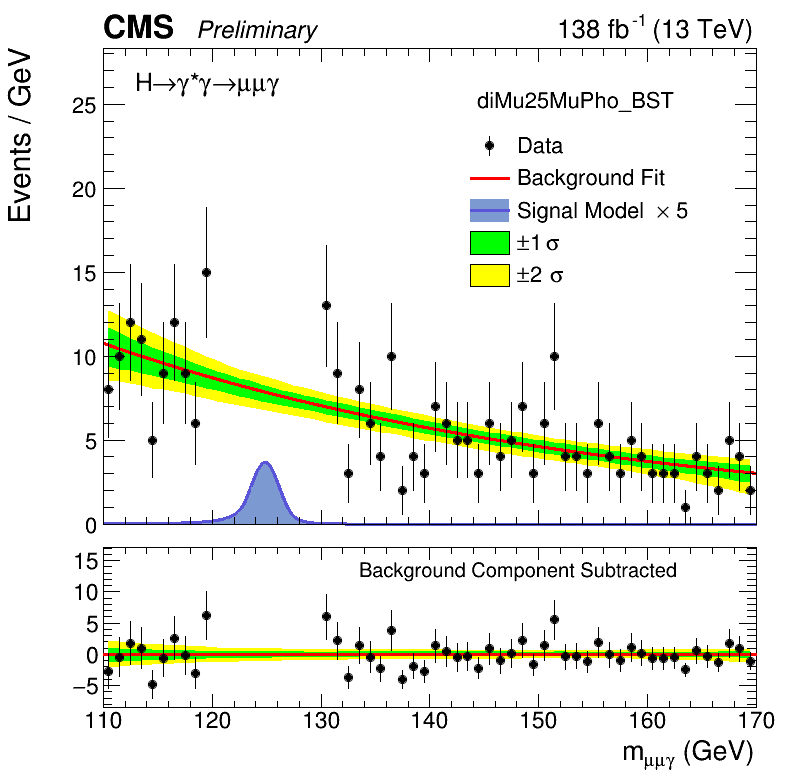 CMS Preliminary 138 fb⁻¹ (13 TeV)
Events / GeV
H→γ*γ→μμγ
diMu25MuPho_BST
Data
Background Fit
Signal Model × 5
±1 σ
±2 σ
25
20
15
10
5
0
Background Component Subtracted
15
10
5
0
−5
110 120 130 140 150 160 170
m_μμγ (GeV)